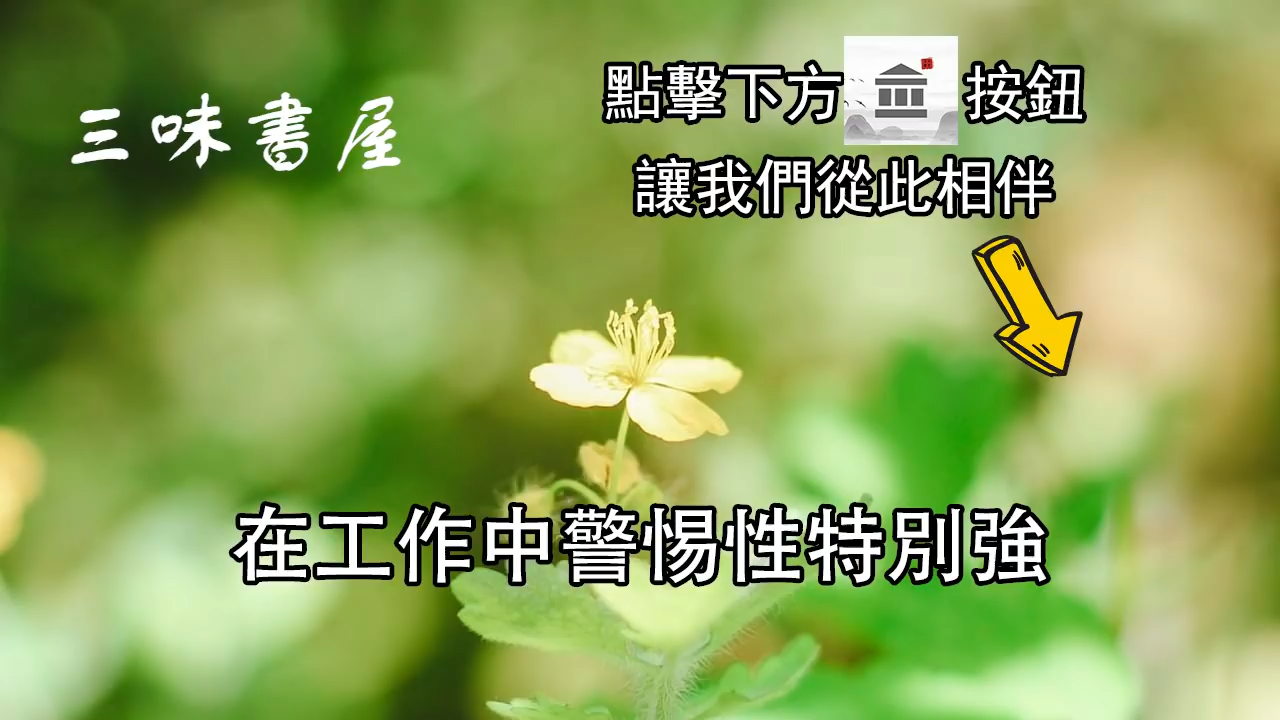 三味書屋
點擊下方按鈕
讓我們從此相伴
在工作中警惕性特別強